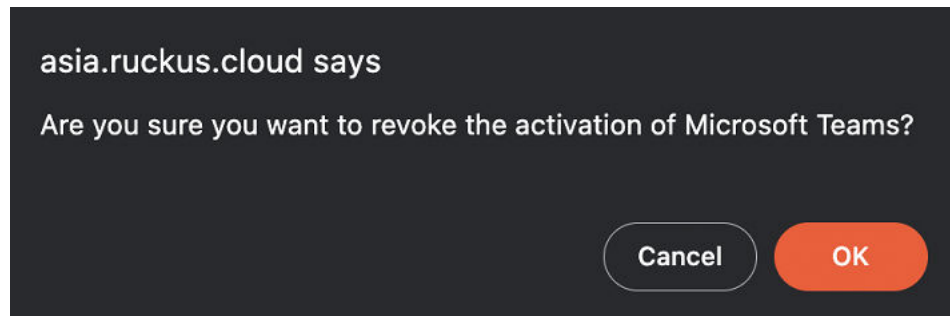 asia.ruckus.cloud says
Are you sure you want to revoke the activation of Microsoft Teams?
Cancel
OK